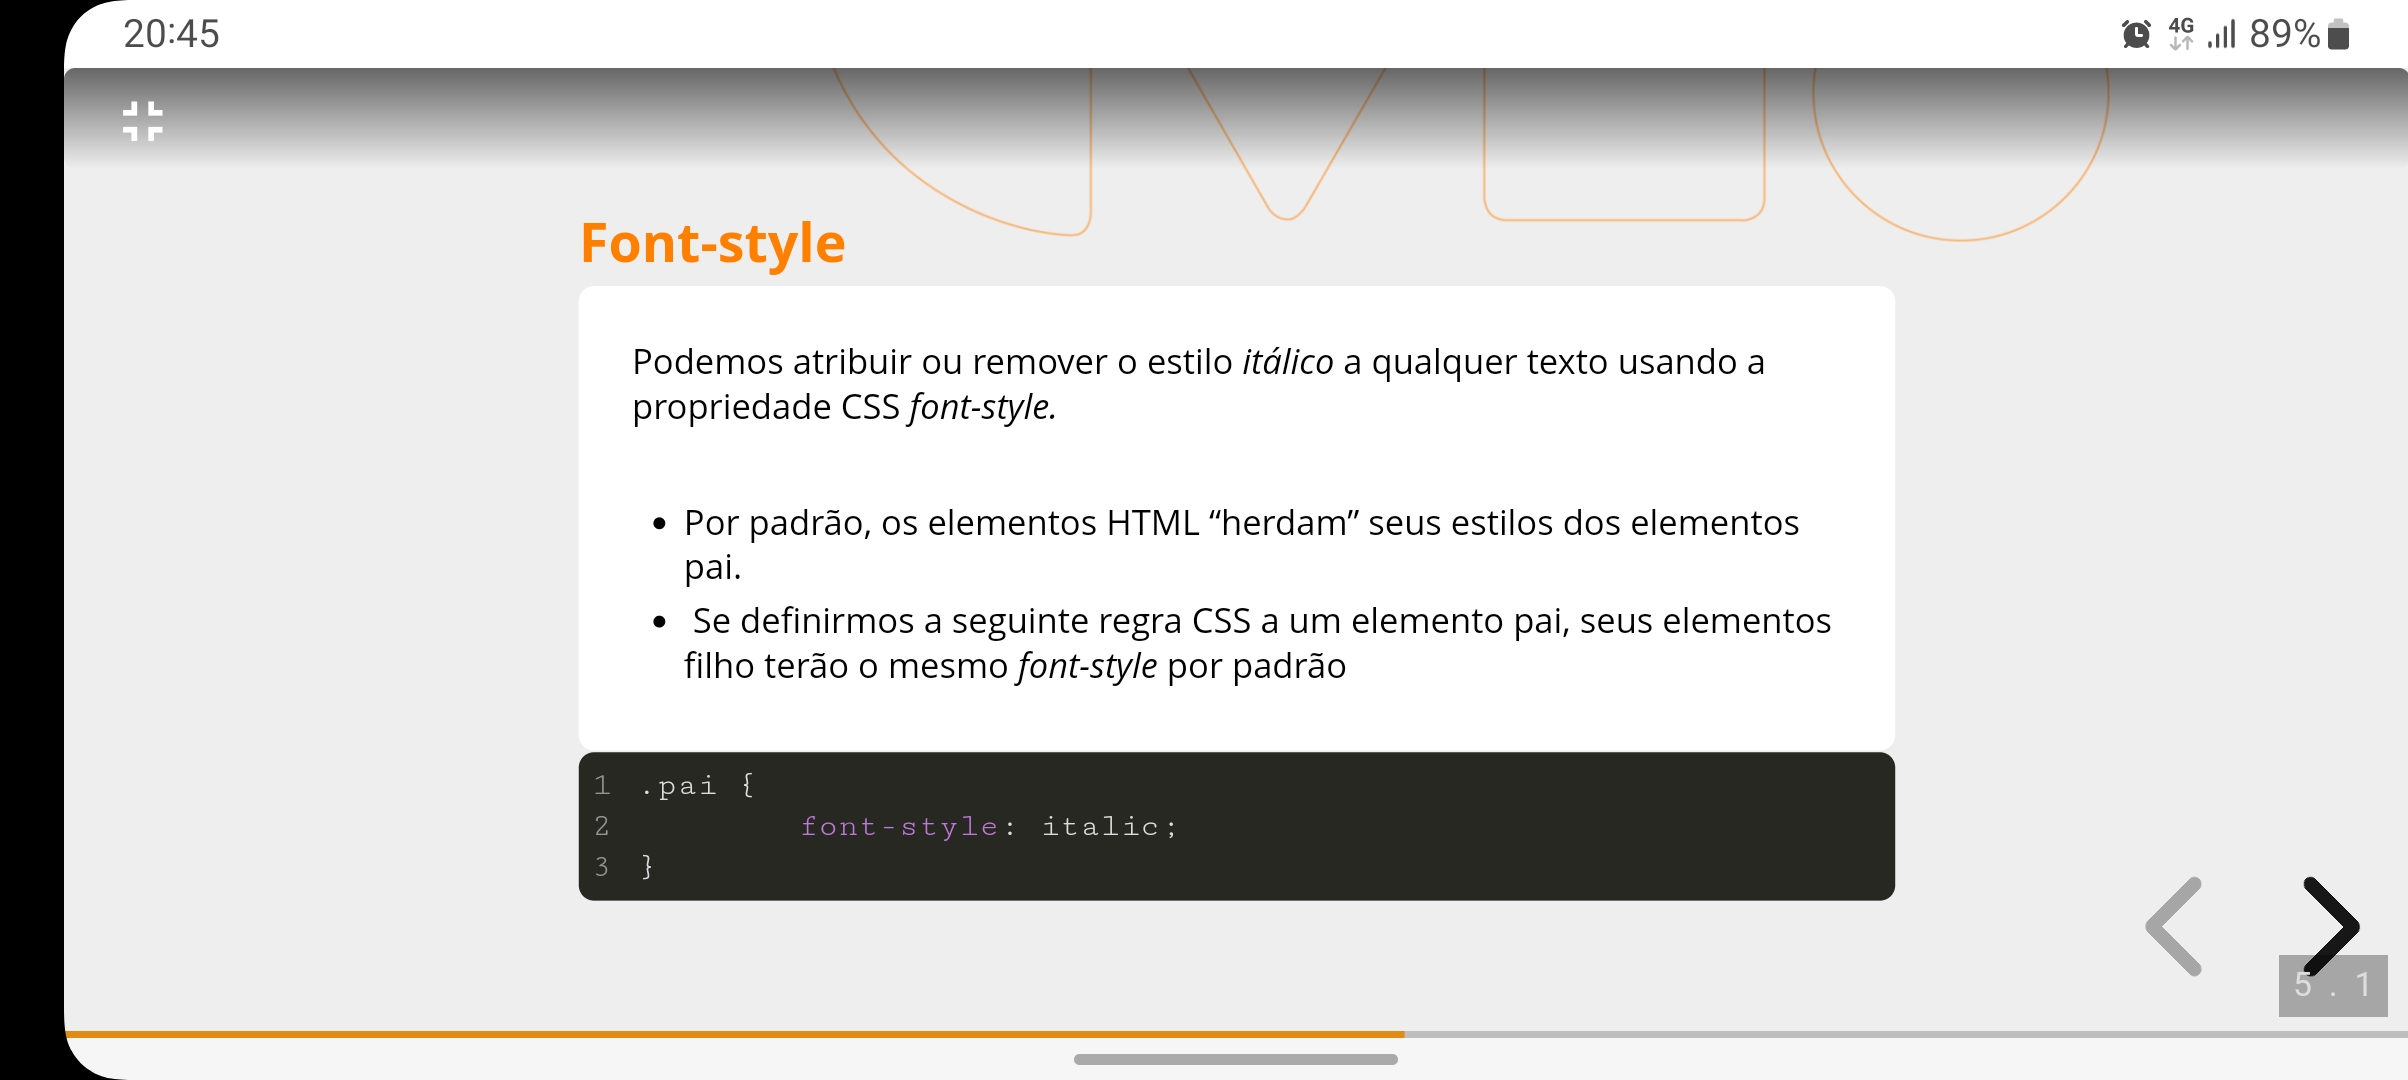 20:45
4G
89%
Font-style
Podemos atribuir ou remover o estilo itálico a qualquer texto usando a
propriedade CSS font-style.
• Por padrão, os elementos HTML “herdam” seus estilos dos elementos
pai.
• Se definirmos a seguinte regra CSS a um elemento pai, seus elementos
filho terão o mesmo font-style por padrão
1 .pai {
2 font-style: italic;
3 }
5 . 1